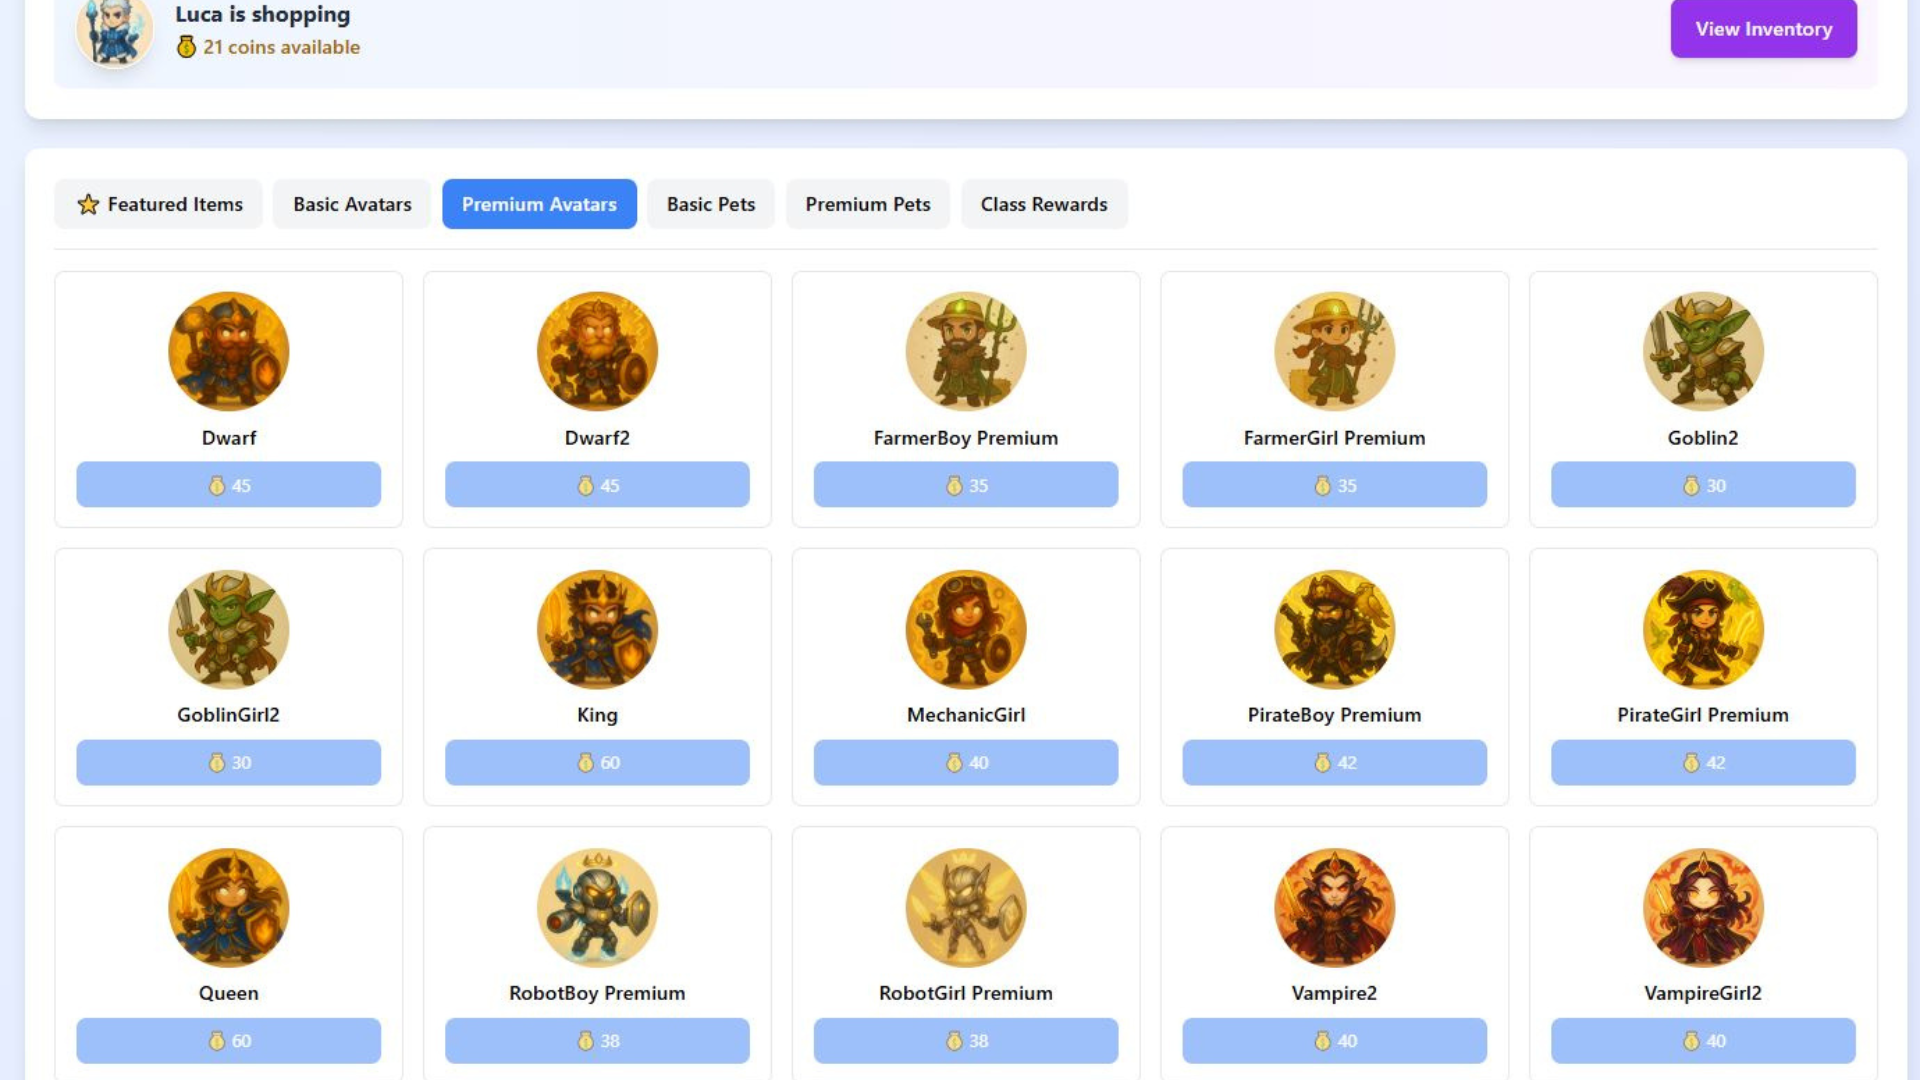 Luca is shopping
21 coins available
View Inventory
Featured Items
Basic Avatars
Premium Avatars
Basic Pets
Premium Pets
Class Rewards
Dwarf
Dwarf2
FarmerBoy Premium
FarmerGirl Premium
Goblin2
45
45
35
35
30
GoblinGirl2
King
MechanicGirl
PirateBoy Premium
PirateGirl Premium
30
60
40
42
42
Queen
RobotBoy Premium
RobotGirl Premium
Vampire2
VampireGirl2
60
38
38
40
40